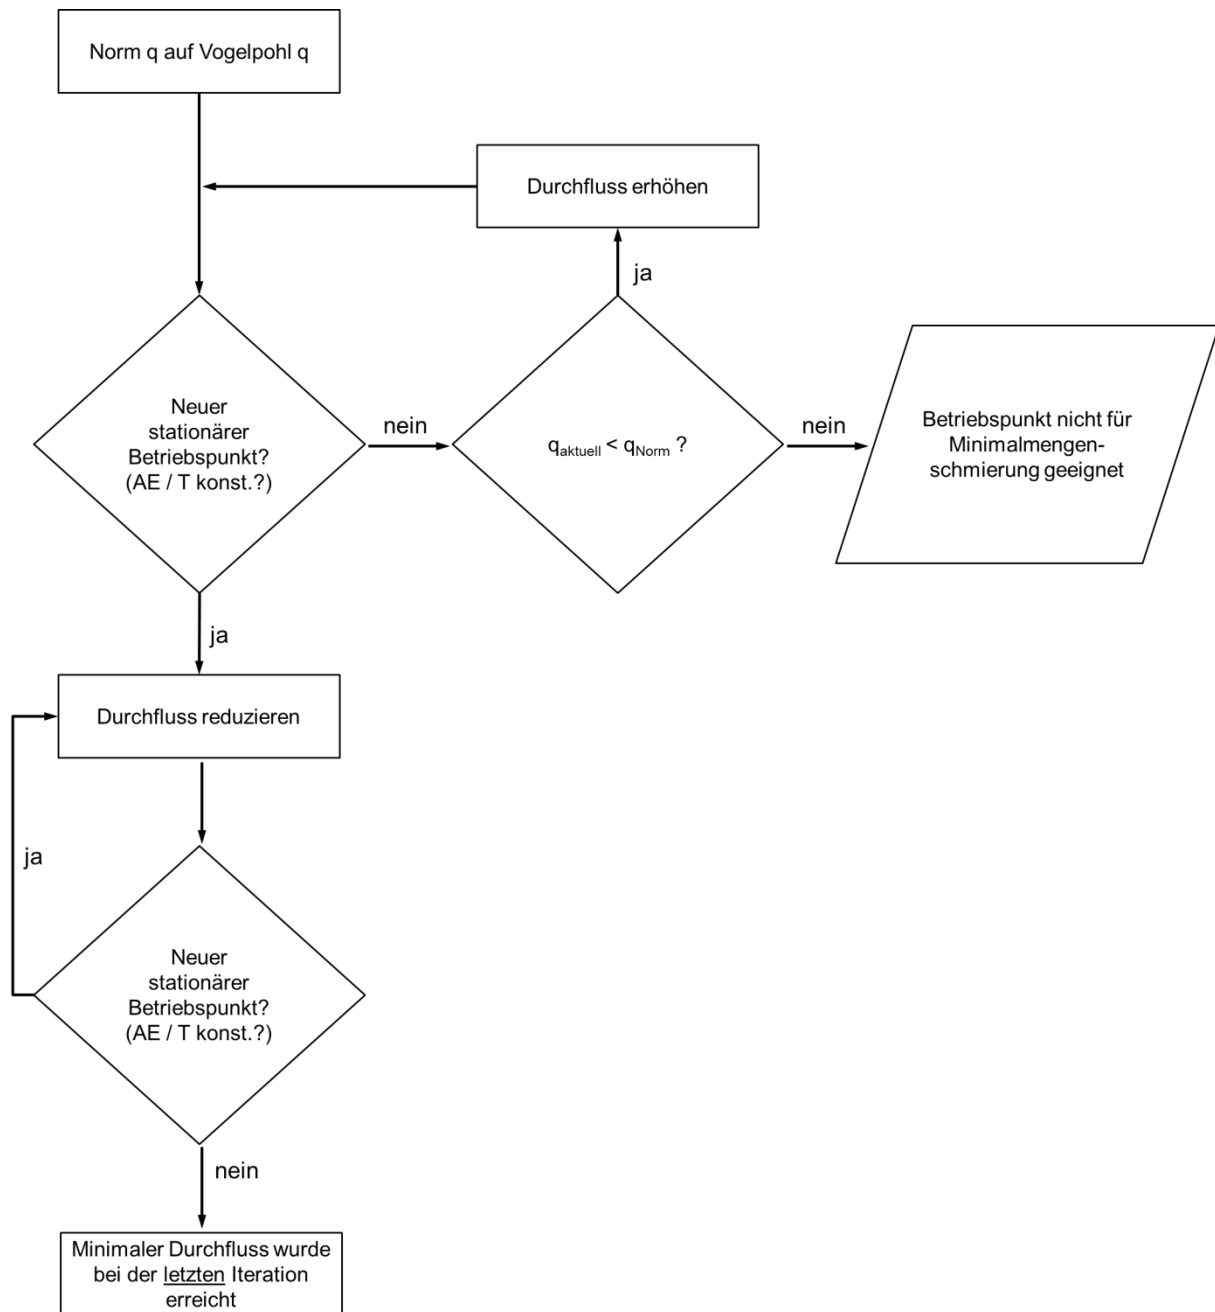 Norm q auf Vogelpohl q
Durchfluss erhöhen
ja
Neuer
stationärer
Betriebspunkt?
(AE / T konst.?)
nein
qaktuell < qNorm ?
nein
Betriebspunkt nicht für
Minimalmengen-
schmierung geeignet
ja
Durchfluss reduzieren
ja
Neuer
stationärer
Betriebspunkt?
(AE / T konst.?)
nein
Minimaler Durchfluss wurde
bei der letzten Iteration
erreicht